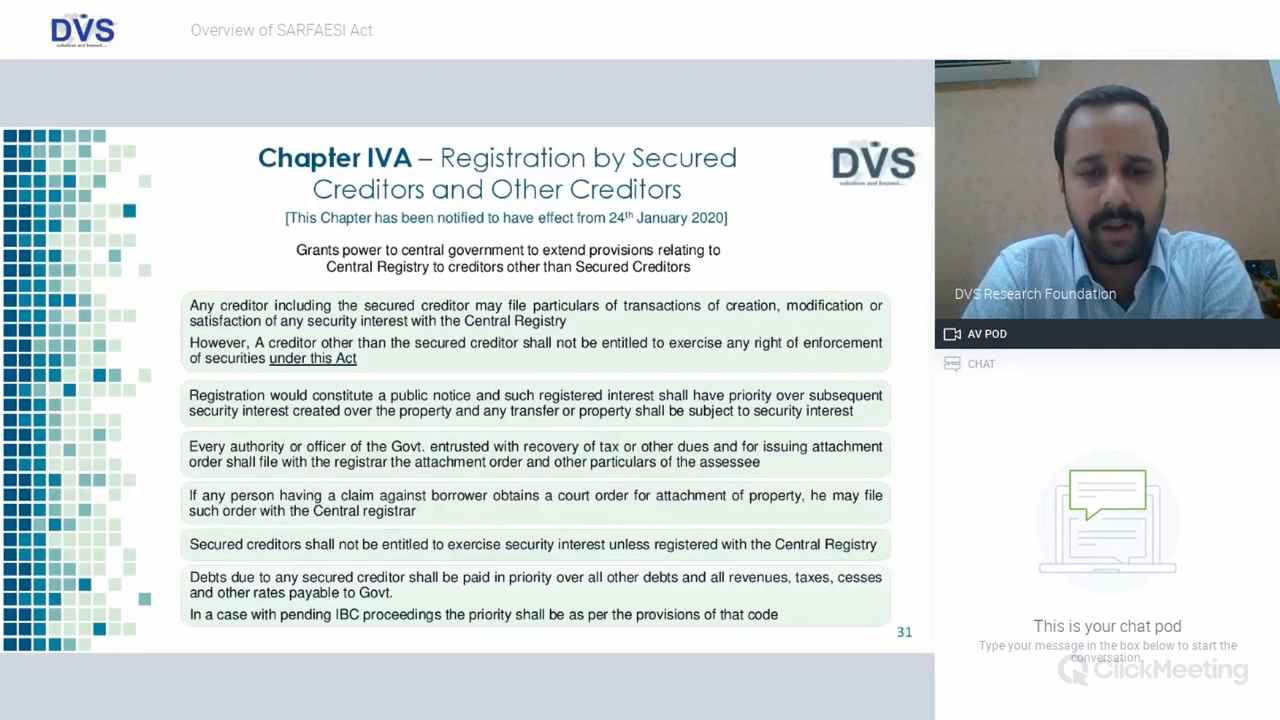 DVS
solutions and beyond....
Overview of SARFAESI Act
Chapter IVA – Registration by Secured
Creditors and Other Creditors
[This Chapter has been notified to have effect from 24th January 2020]
DVS
solutions and beyond....
Grants power to central government to extend provisions relating to
Central Registry to creditors other than Secured Creditors
Any creditor including the secured creditor may file particulars of transactions of creation, modification or
satisfaction of any security interest with the Central Registry
However, A creditor other than the secured creditor shall not be entitled to exercise any right of enforcement
of securities under this Act
Registration would constitute a public notice and such registered interest shall have priority over subsequent
security interest created over the property and any transfer or property shall be subject to security interest
Every authority or officer of the Govt. entrusted with recovery of tax or other dues and for issuing attachment
order shall file with the registrar the attachment order and other particulars of the assessee
If any person having a claim against borrower obtains a court order for attachment of property, he may file
such order with the Central registrar
Secured creditors shall not be entitled to exercise security interest unless registered with the Central Registry
Debts due to any secured creditor shall be paid in priority over all other debts and all revenues, taxes, cesses
and other rates payable to Govt.
In a case with pending IBC proceedings the priority shall be as per the provisions of that code
31
DVS Research Foundation
AV POD
CHAT
This is your chat pod
Type your message in the box below to start the
conversation.
ClickMeeting